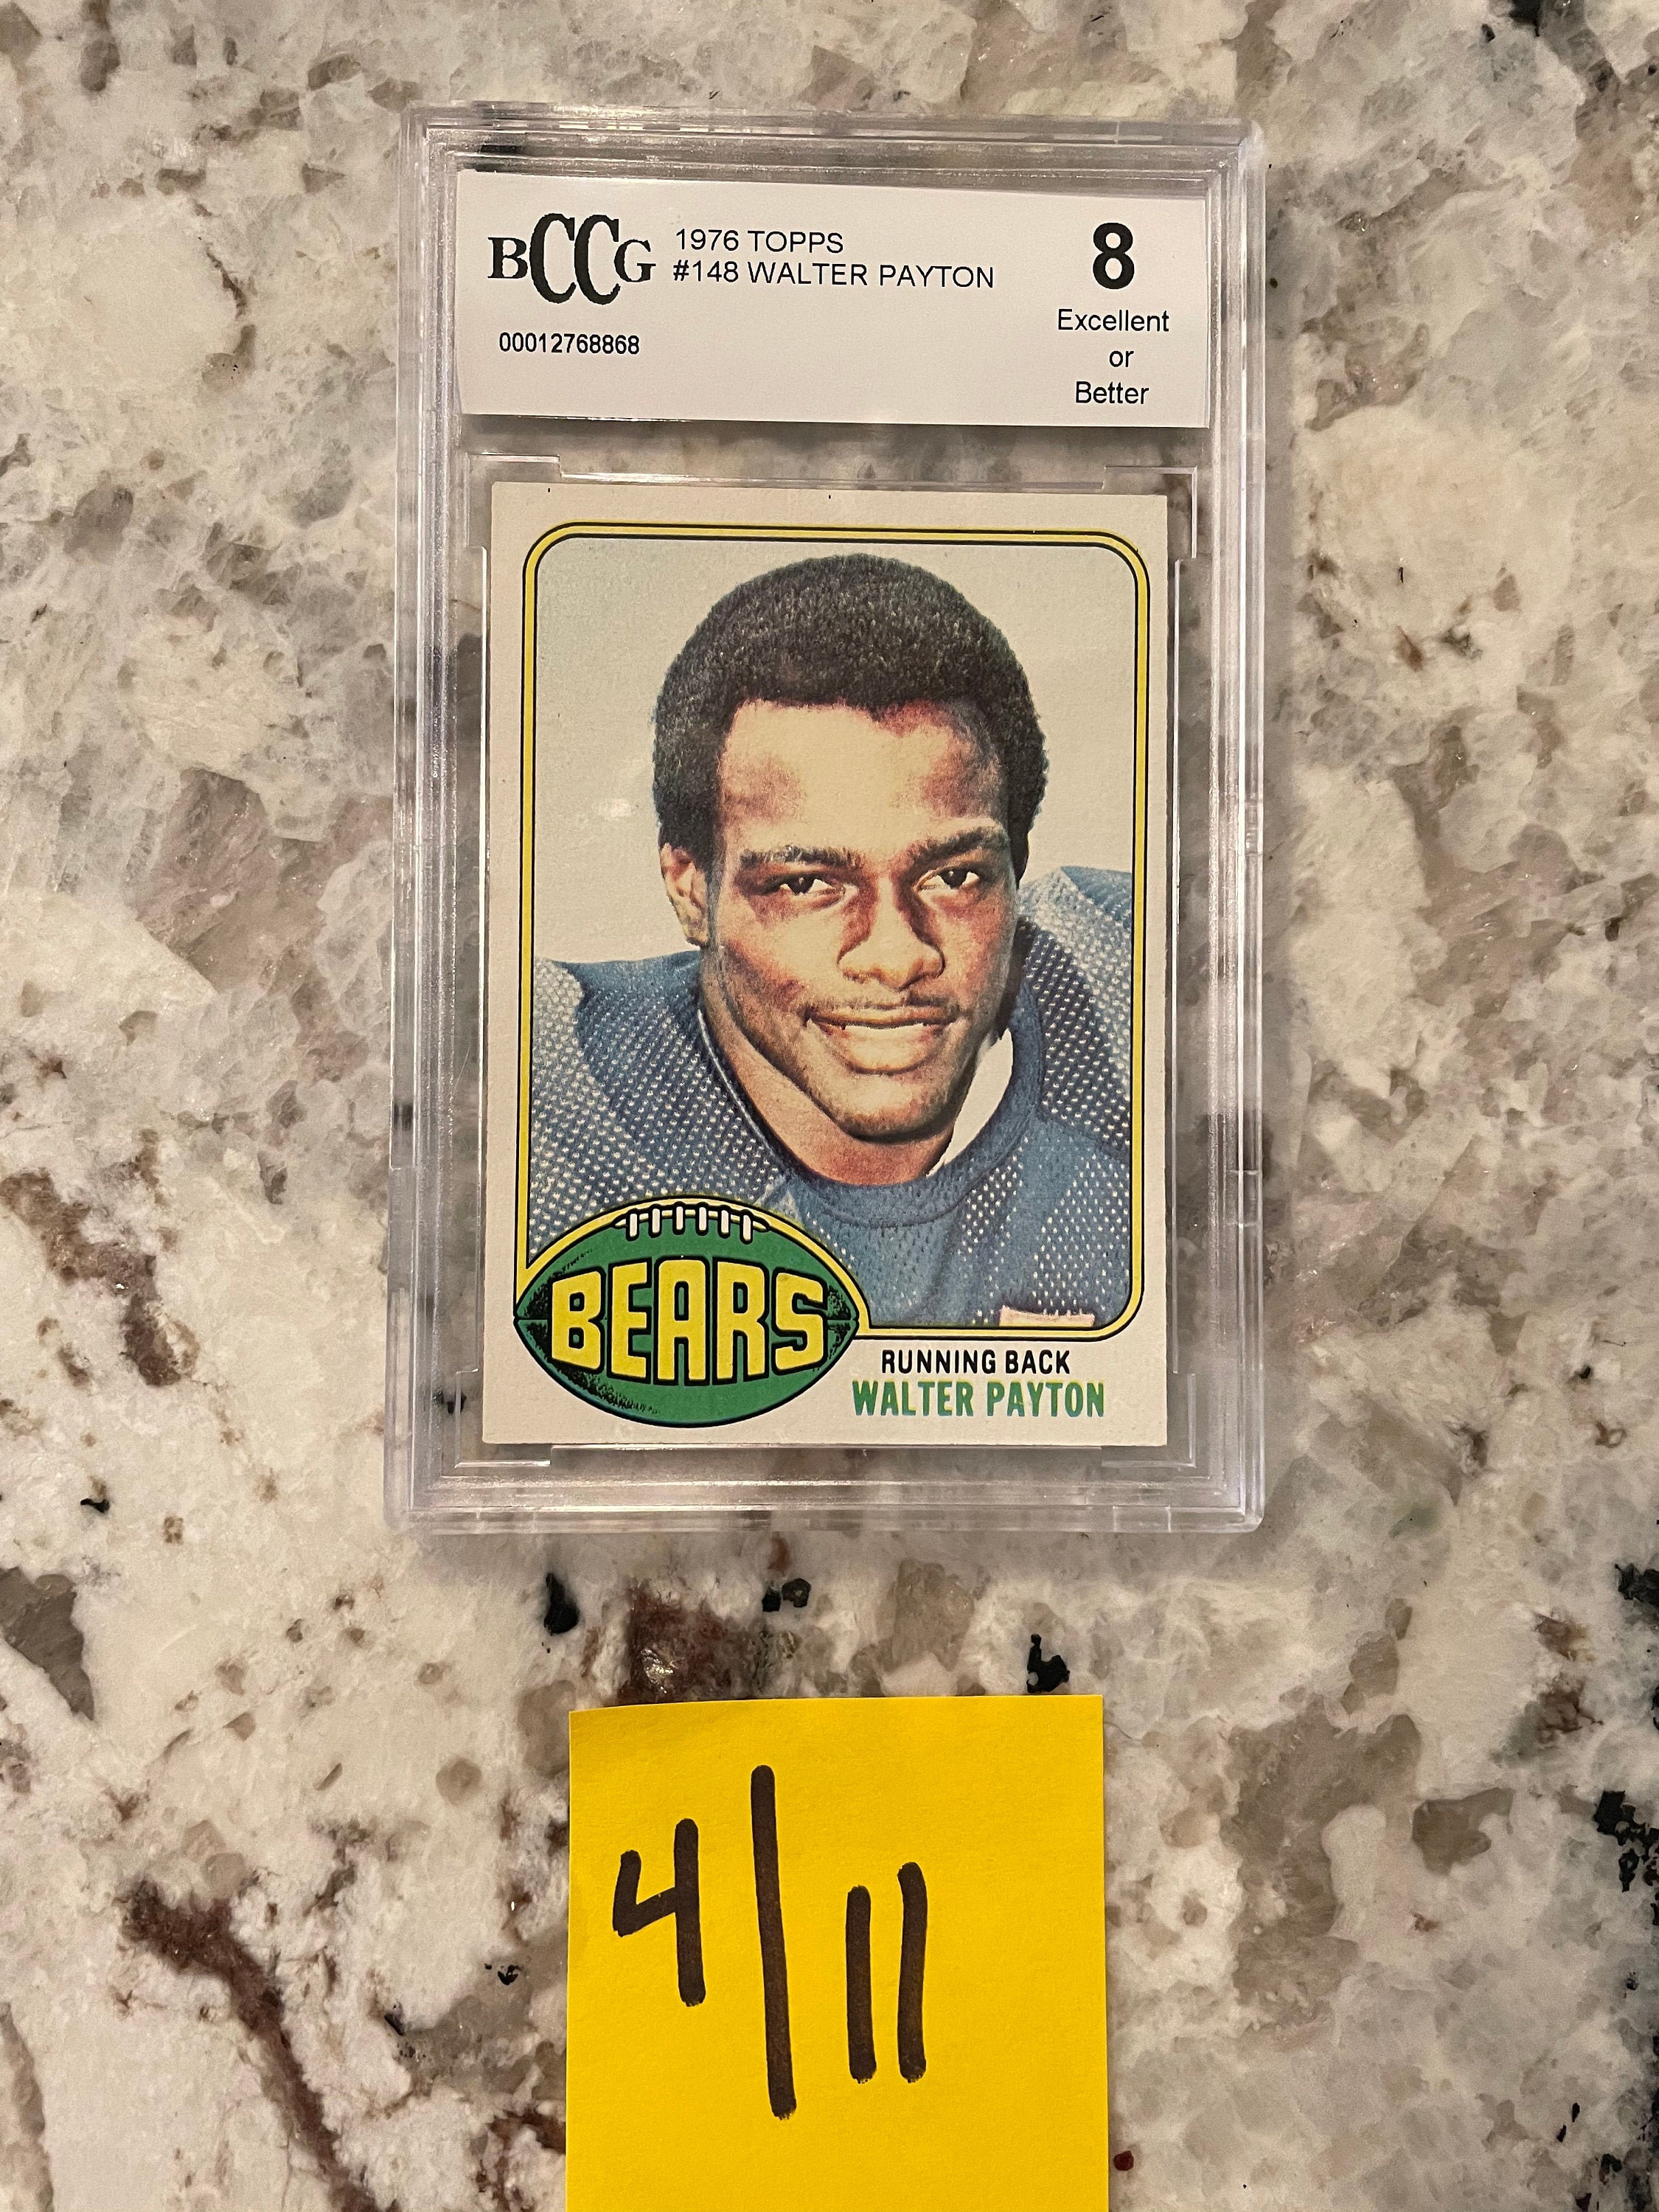 BCCG
1976 TOPPS
#148 WALTER PAYTON
00012768868
8
Excellent
or
Better
BEARS
RUNNING BACK
WALTER PAYTON
4/11